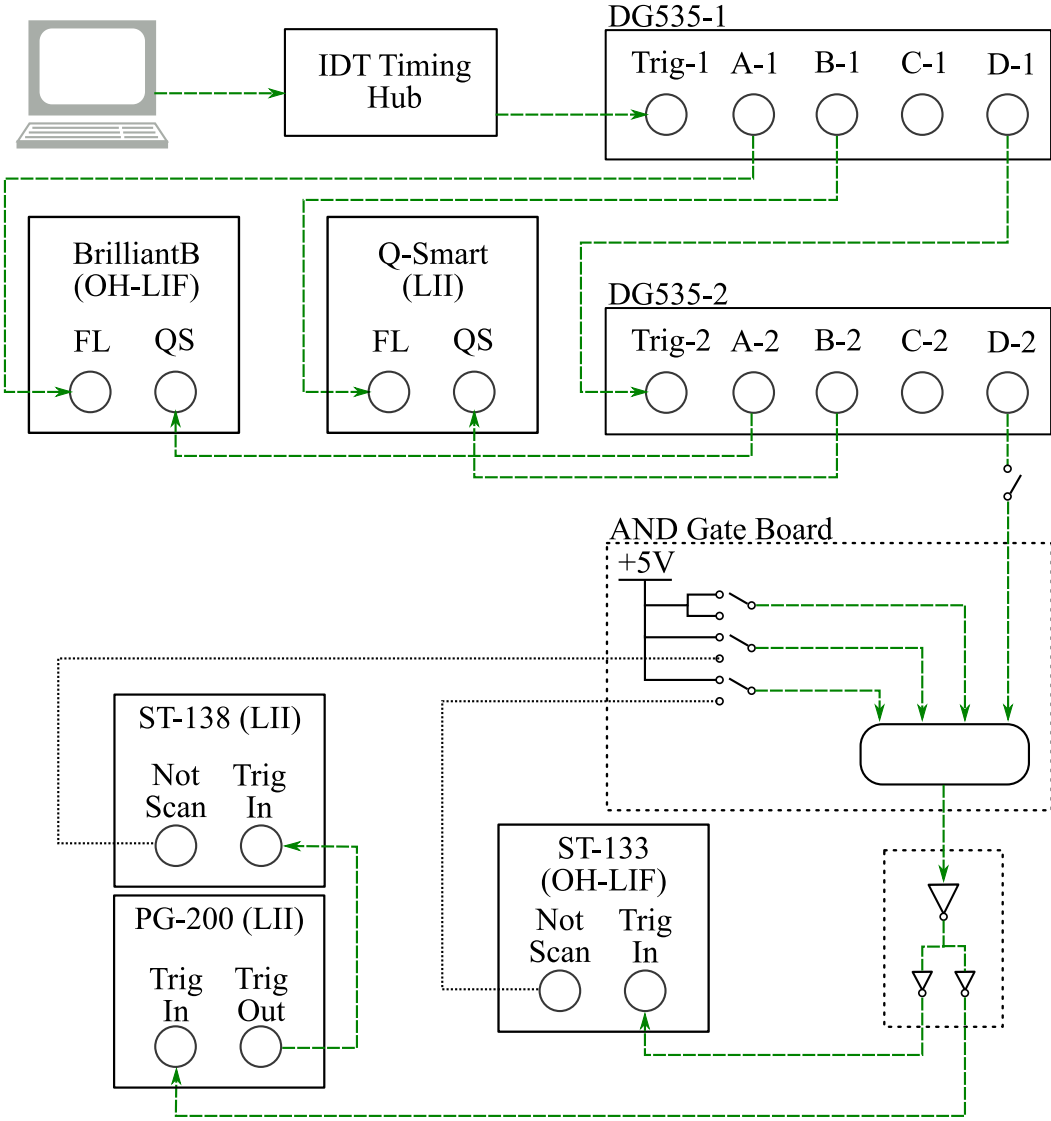 DG535-1
IDT Timing
Hub
Trig-1 A-1 B-1 C-1 D-1
BrilliantB
(OH-LIF)
FL QS
Q-Smart
(LII)
FL QS
DG535-2
Trig-2 A-2 B-2 C-2 D-2
AND Gate Board
+5V
ST-138 (LII)
Not Trig
Scan In
ST-133
(OH-LIF)
Not Trig
Scan In
PG-200 (LII)
Trig Trig
In Out